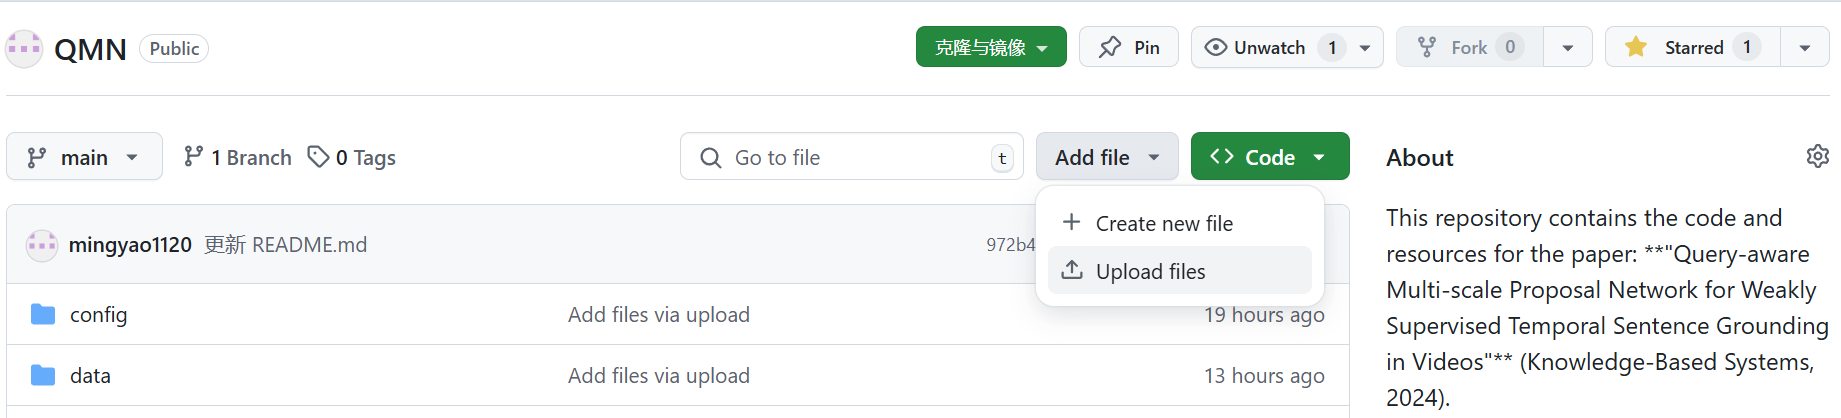 QMN Public 克隆与镜像 Pin Unwatch 1 Fork 0 Starred 1
main 1 Branch 0 Tags Go to file t Add file Code
Create new file
Upload files
mingyao1120 更新 README.md 972b4
config Add files via upload 19 hours ago
data Add files via upload 13 hours ago
About
This repository contains the code and
resources for the paper: **"Query-aware
Multi-scale Proposal Network for Weakly
Supervised Temporal Sentence Grounding
in Videos"** (Knowledge-Based Systems,
2024).